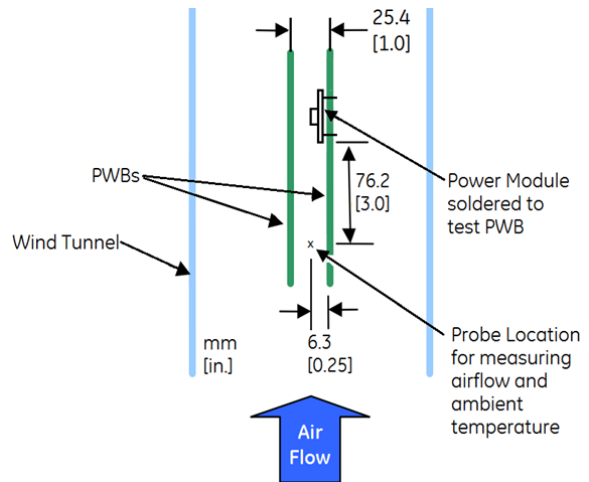 25.4
[1.0]
PWBs
76.2
[3.0]
Power Module
soldered to
test PWB
Wind Tunnel
x
mm
[in.]
6.3
[0.25]
Probe Location
for measuring
airflow and
ambient
temperature
Air
Flow